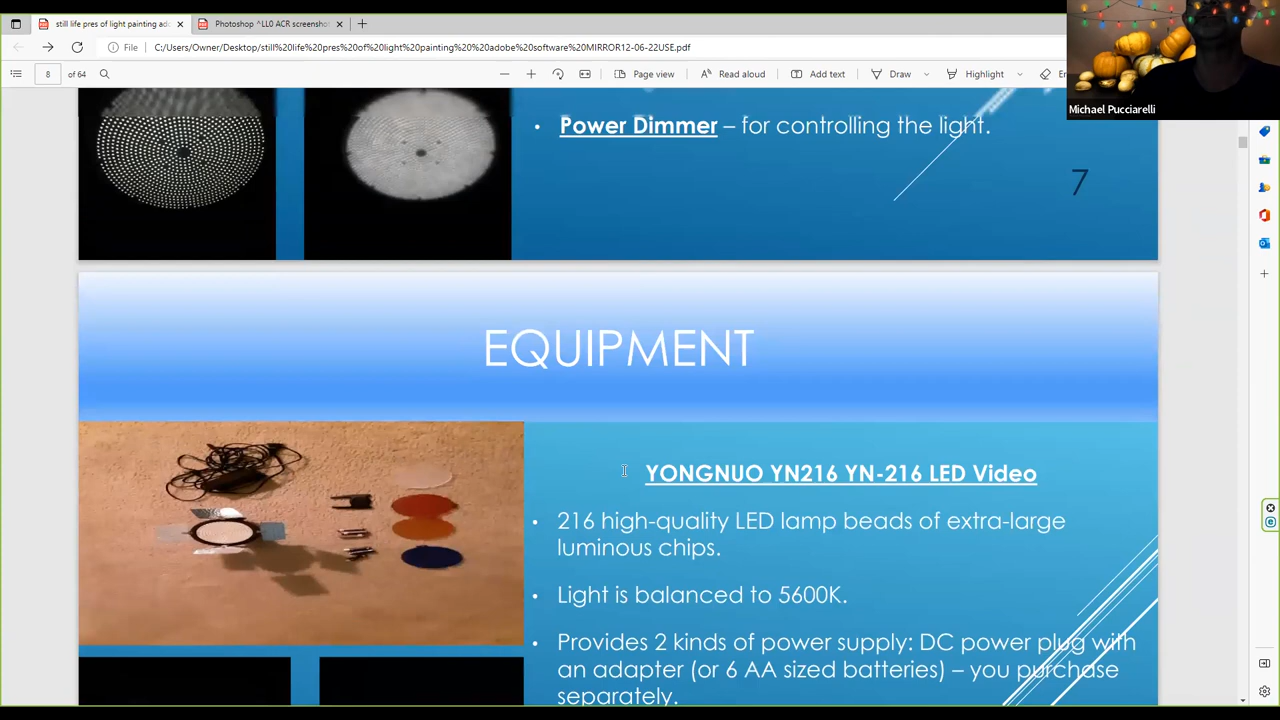 still life pres of light painting ado
Photoshop ^LL0 ACR screenshot
File
C:/Users/Owner/Desktop/still%20life%20pres%20of%20light%20painting%20%20adobe%20software%20MIRROR12-06-22USE.pdf
8 of 64
Page view
Read aloud
Add text
Draw
Highlight
Michael Pucciarelli
• Power Dimmer – for controlling the light.
7
EQUIPMENT
YONGNUO YN216 YN-216 LED Video
• 216 high-quality LED lamp beads of extra-large
luminous chips.
• Light is balanced to 5600K.
• Provides 2 kinds of power supply: DC power plug with
an adapter (or 6 AA sized batteries) – you purchase
separately.